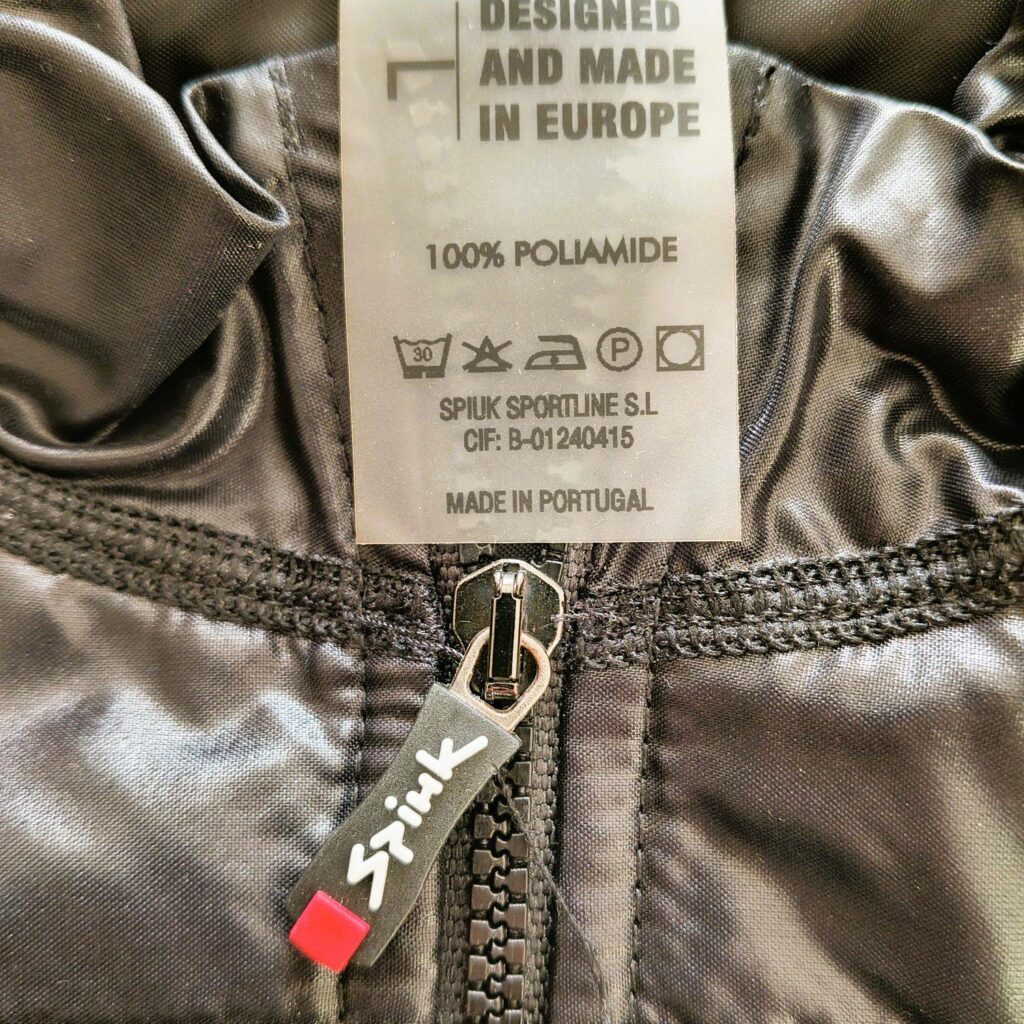 DESIGNED
AND MADE
IN EUROPE
100% POLIAMIDE
30 P
SPIUK SPORTLINE S.L
CIF: B-01240415
MADE IN PORTUGAL
Spiuk